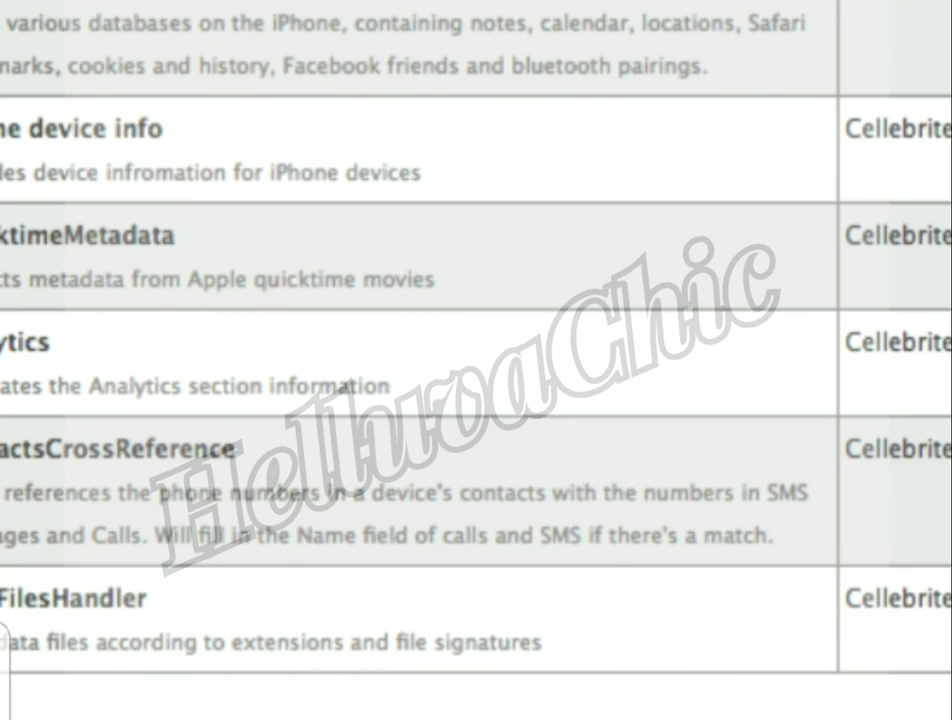 various databases on the iPhone, containing notes, calendar, locations, Safari
marks, cookies and history, Facebook friends and bluetooth pairings.
ne device info
Cellebrite
les device infromation for iPhone devices
ktimeMetadata
Cellebrite
cts metadata from Apple quicktime movies
ytics
Cellebrite
ates the Analytics section information
actsCrossReference
Cellebrite
references the phone numbers in a device's contacts with the numbers in SMS
ages and Calls. Will fill in the Name field of calls and SMS if there's a match.
FilesHandler
Cellebrite
data files according to extensions and file signatures
HelluvaChic